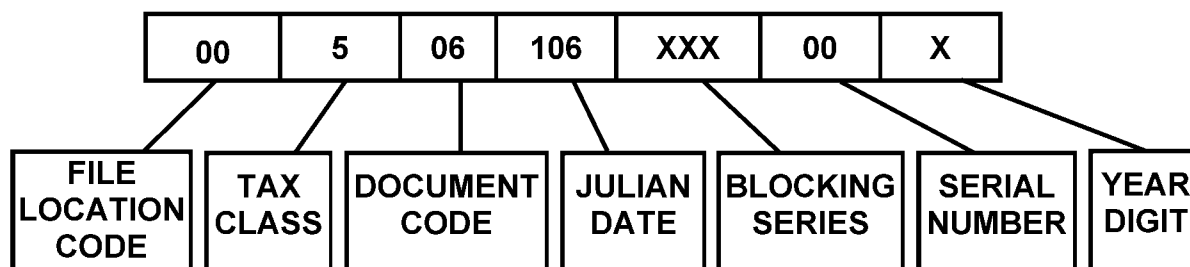 00 5 06 106 XXX 00 X
FILE
LOCATION
CODE
TAX
CLASS
DOCUMENT
CODE
JULIAN
DATE
BLOCKING
SERIES
SERIAL
NUMBER
YEAR
DIGIT